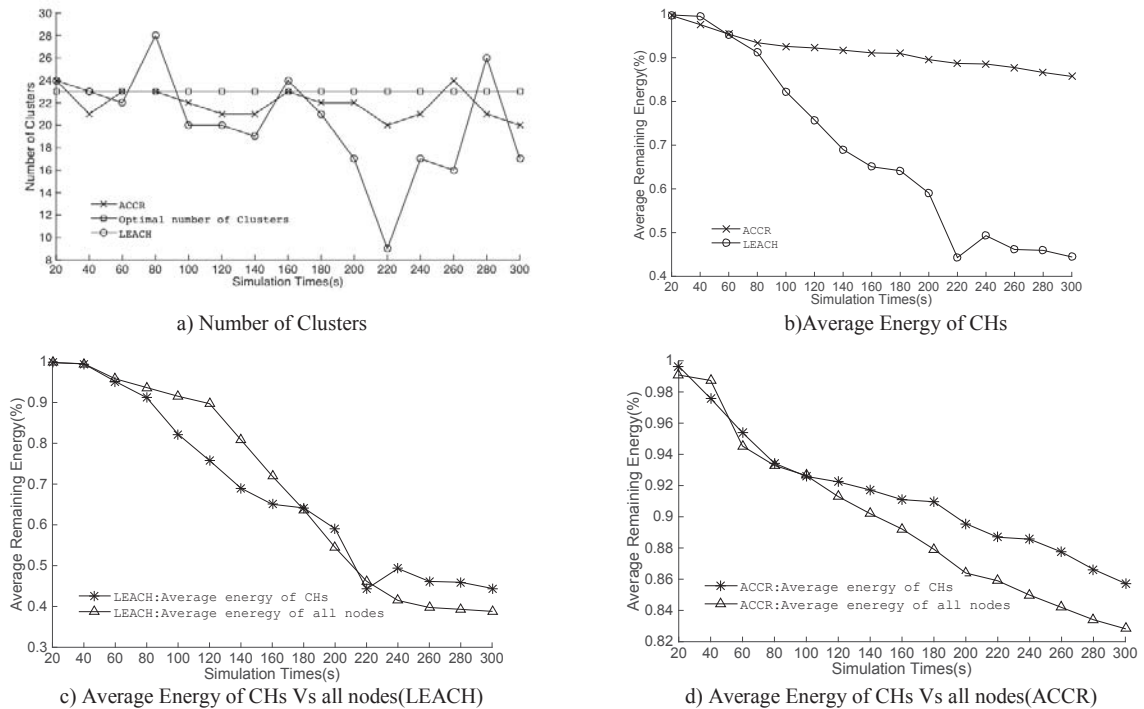 30
28
26
24
22
20
18
16
14
12
10
8
Number of Clusters
ACCR
Optimal number of Clusters
LEACH
20 40 60 80 100 120 140 160 180 200 220 240 260 280 300
Simulation Times(s)
a) Number of Clusters
1
0.9
0.8
0.7
0.6
0.5
0.4
Average Remaining Energy(%)
ACCR
LEACH
20 40 60 80 100 120 140 160 180 200 220 240 260 280 300
Simulation Times(s)
b)Average Energy of CHs
1
0.9
0.8
0.7
0.6
0.5
0.4
0.3
Average Remaining Energy(%)
LEACH:Average energy of CHs
LEACH:Average eneregy of all nodes
20 40 60 80 100 120 140 160 180 200 220 240 260 280 300
Simulation Times(s)
c) Average Energy of CHs Vs all nodes(LEACH)
1
0.98
0.96
0.94
0.92
0.9
0.88
0.86
0.84
0.82
Average Remaining Energy(%)
ACCR:Average energy of CHs
ACCR:Average eneregy of all nodes
20 40 60 80 100 120 140 160 180 200 220 240 260 280 300
Simulation Times(s)
d) Average Energy of CHs Vs all nodes(ACCR)